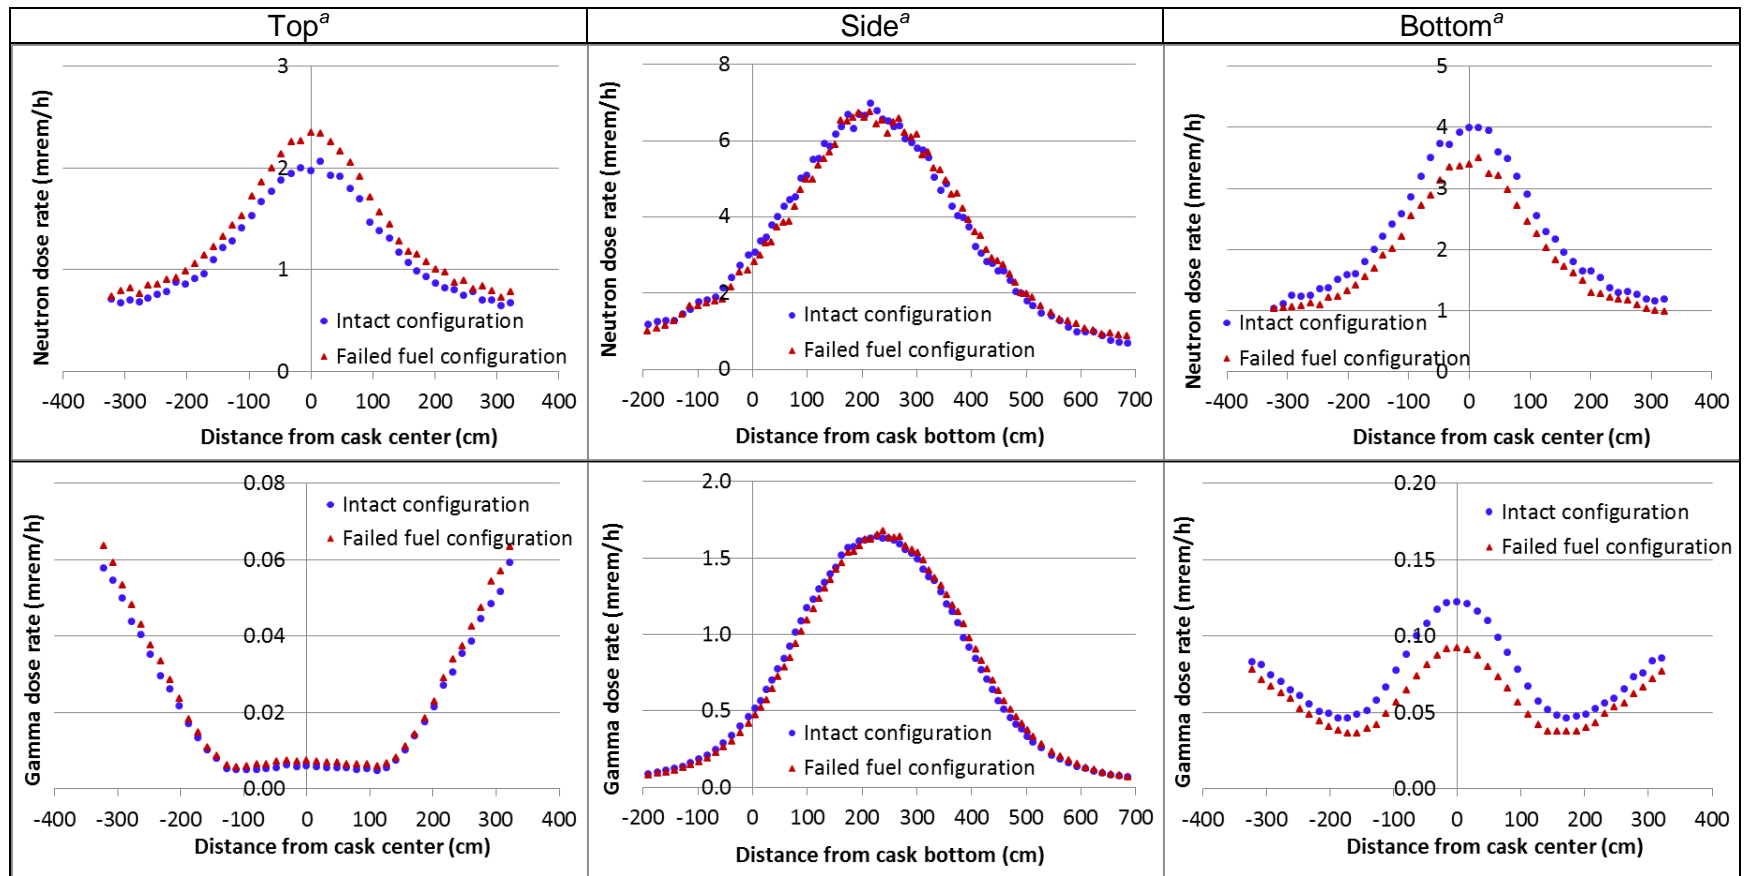 Topa
Sidea
Bottoma
Neutron dose rate (mrem/h)
3
2
1
0
Intact configuration
Failed fuel configuration
-400 -300 -200 -100 0 100 200 300 400
Distance from cask center (cm)
Neutron dose rate (mrem/h)
8
6
4
2
0
Intact configuration
Failed fuel configuration
-200 -100 0 100 200 300 400 500 600 700
Distance from cask bottom (cm)
Neutron dose rate (mrem/h)
5
4
3
2
1
0
Intact configuration
Failed fuel configuration
-400 -300 -200 -100 0 100 200 300 400
Distance from cask center (cm)
Gamma dose rate (mrem/h)
0.08
0.06
0.04
0.02
0.00
Intact configuration
Failed fuel configuration
-400 -300 -200 -100 0 100 200 300 400
Distance from cask center (cm)
Gamma dose rate (mrem/h)
2.0
1.5
1.0
0.5
0.0
Intact configuration
Failed fuel configuration
-200 -100 0 100 200 300 400 500 600 700
Distance from cask bottom (cm)
Gamma dose rate (mrem/h)
0.20
0.15
0.10
0.05
0.00
Intact configuration
Failed fuel configuration
-400 -300 -200 -100 0 100 200 300 400
Distance from cask center (cm)